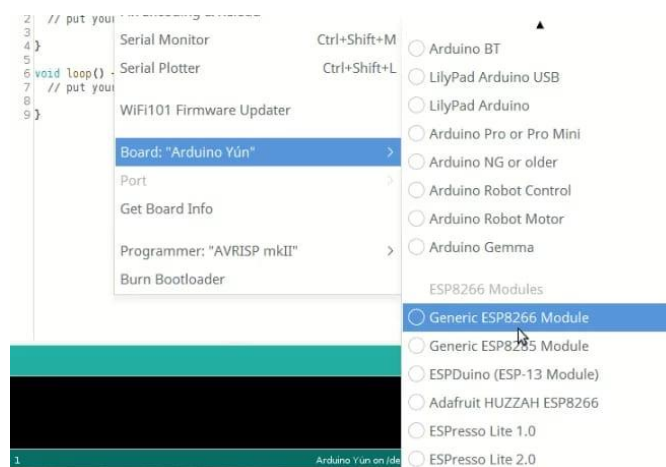 2 // put your
3
4 }
5
6 void loop()
7 // put your
8
9 }
Serial Monitor Ctrl+Shift+M
Serial Plotter Ctrl+Shift+L
WiFi101 Firmware Updater
Board: "Arduino Yún"
Port
Get Board Info
Programmer: "AVRISP mkII"
Burn Bootloader
Arduino BT
LilyPad Arduino USB
LilyPad Arduino
Arduino Pro or Pro Mini
Arduino NG or older
Arduino Robot Control
Arduino Robot Motor
Arduino Gemma
ESP8266 Modules
Generic ESP8266 Module
Generic ESP8285 Module
ESPDuino (ESP-13 Module)
Adafruit HUZZAH ESP8266
ESPresso Lite 1.0
ESPresso Lite 2.0
1 Arduino Yún on /de